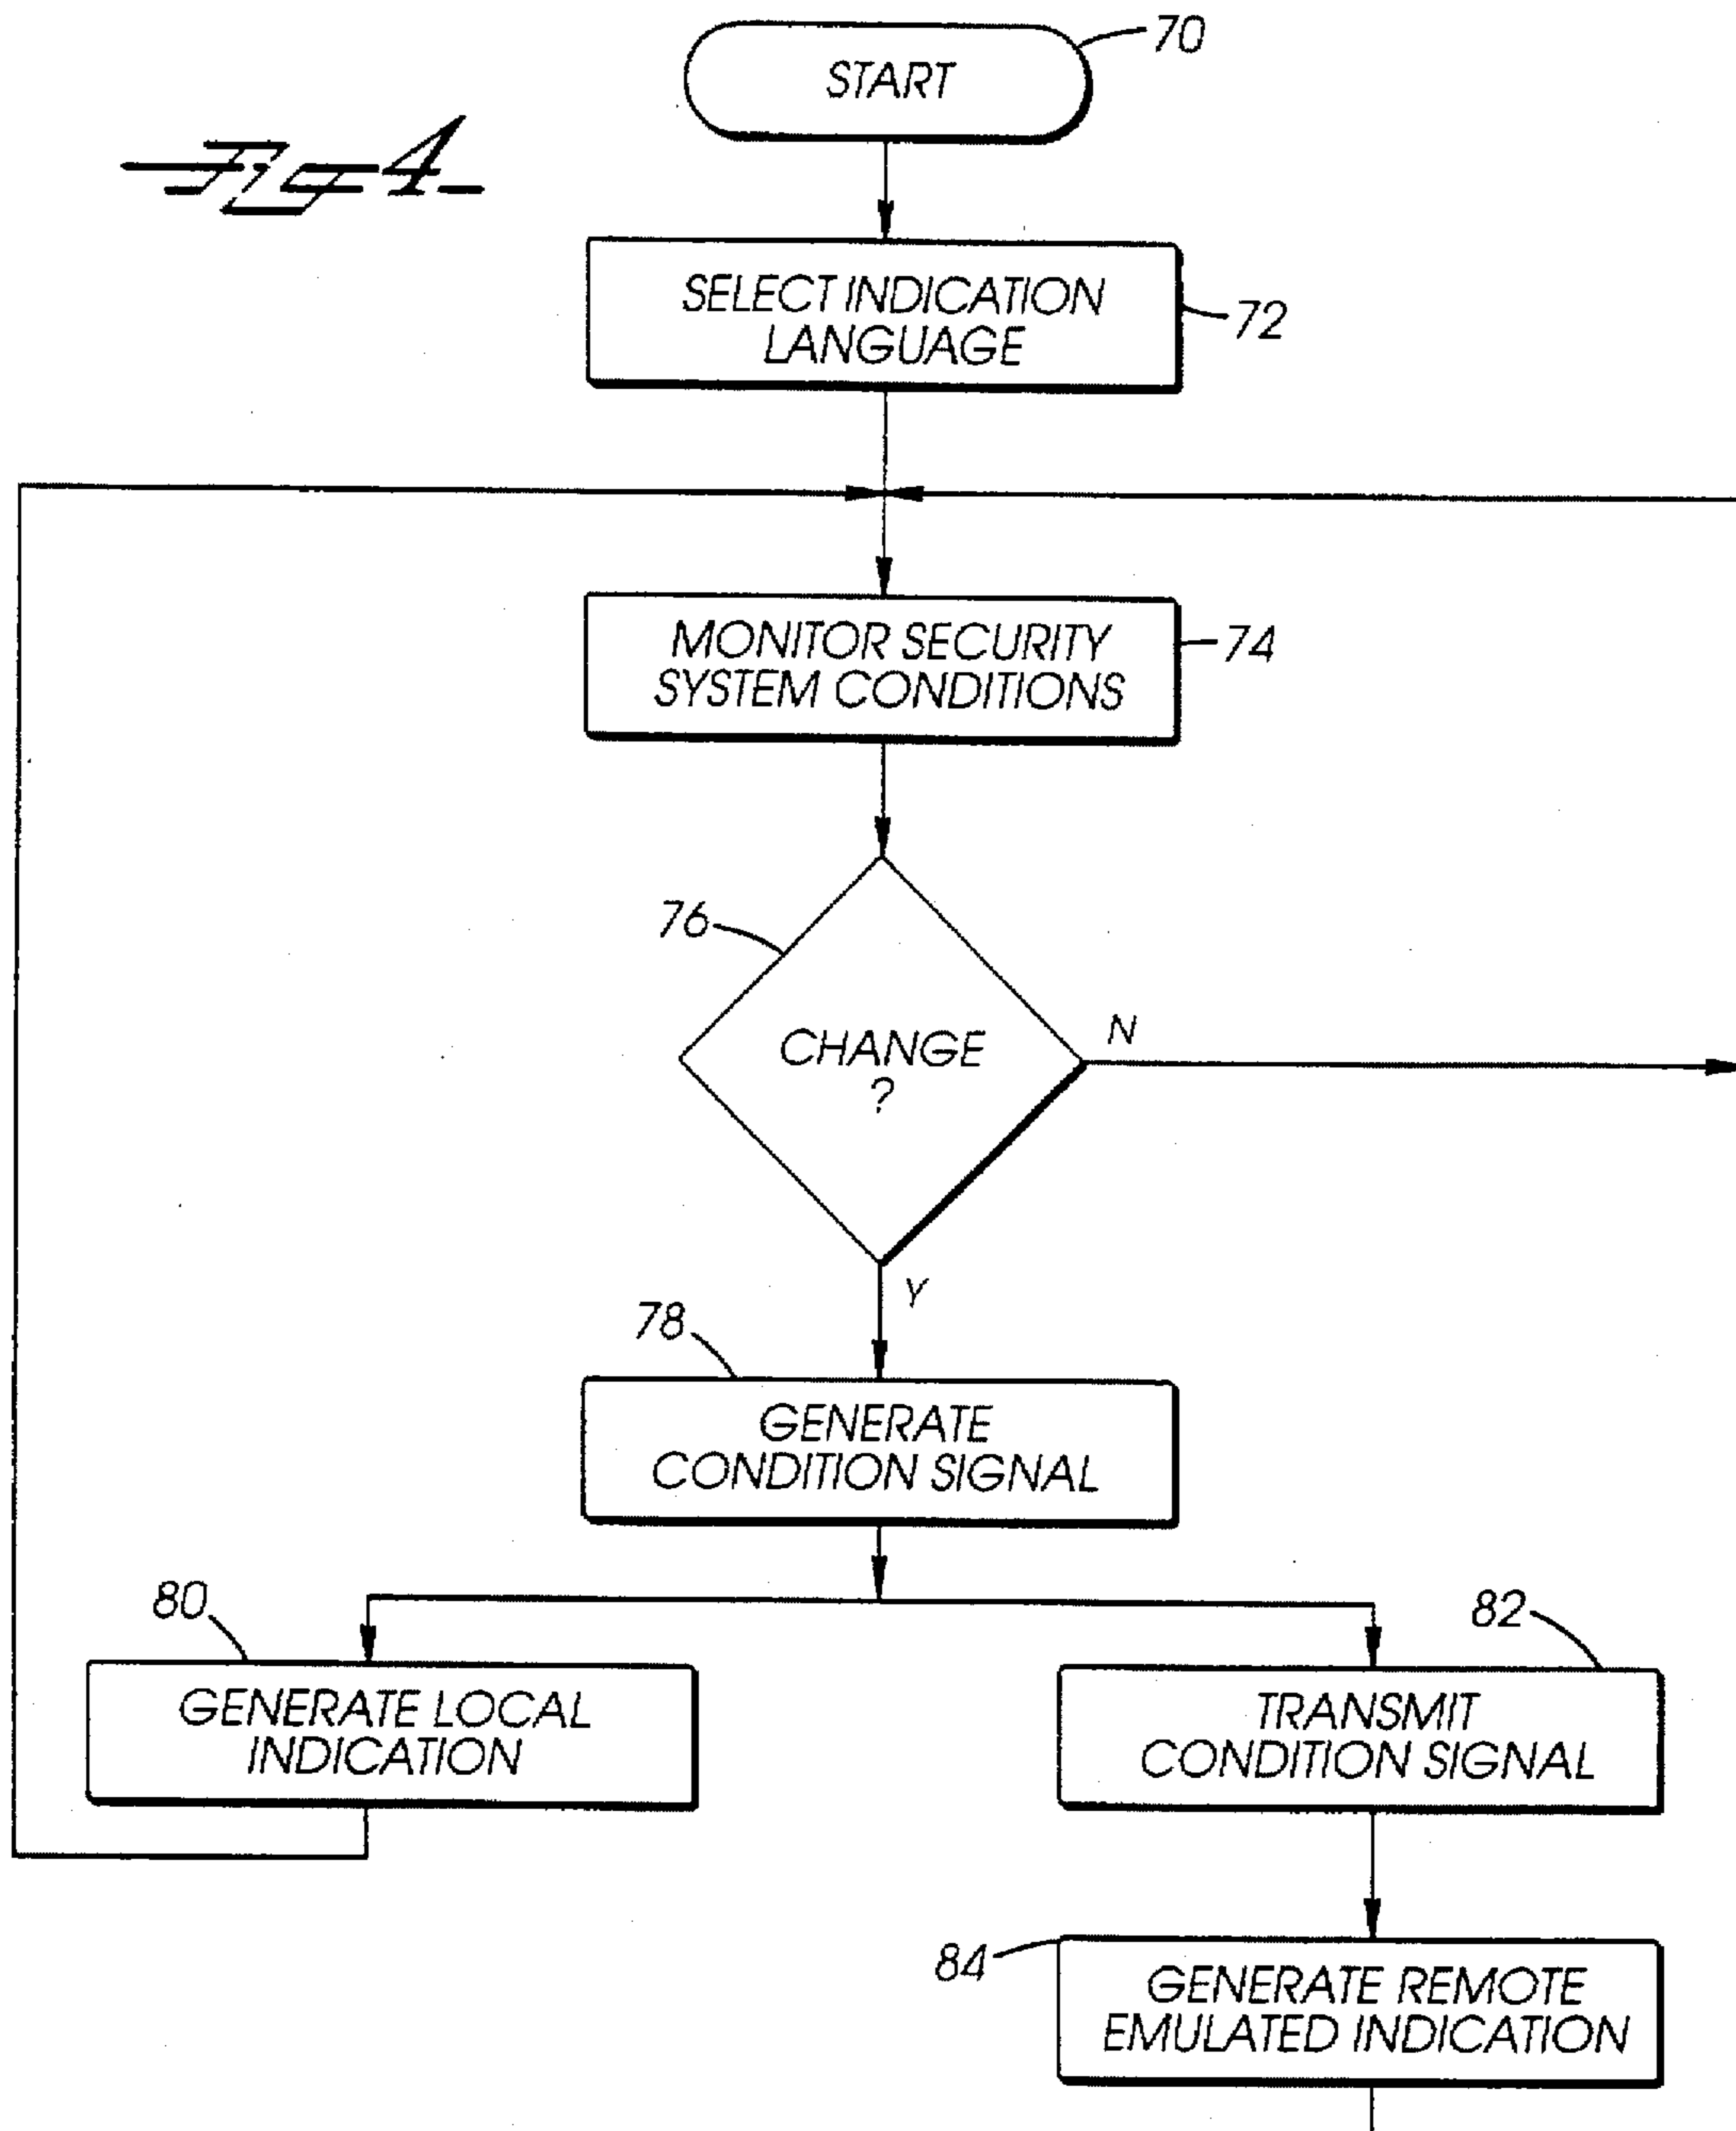 70
START
Fig 4
SELECT INDICATION
LANGUAGE
72
MONITOR SECURITY
SYSTEM CONDITIONS
74
76
CHANGE
?
N
Y
78
GENERATE
CONDITION SIGNAL
80
82
GENERATE LOCAL
INDICATION
TRANSMIT
CONDITION SIGNAL
84
GENERATE REMOTE
EMULATED INDICATION